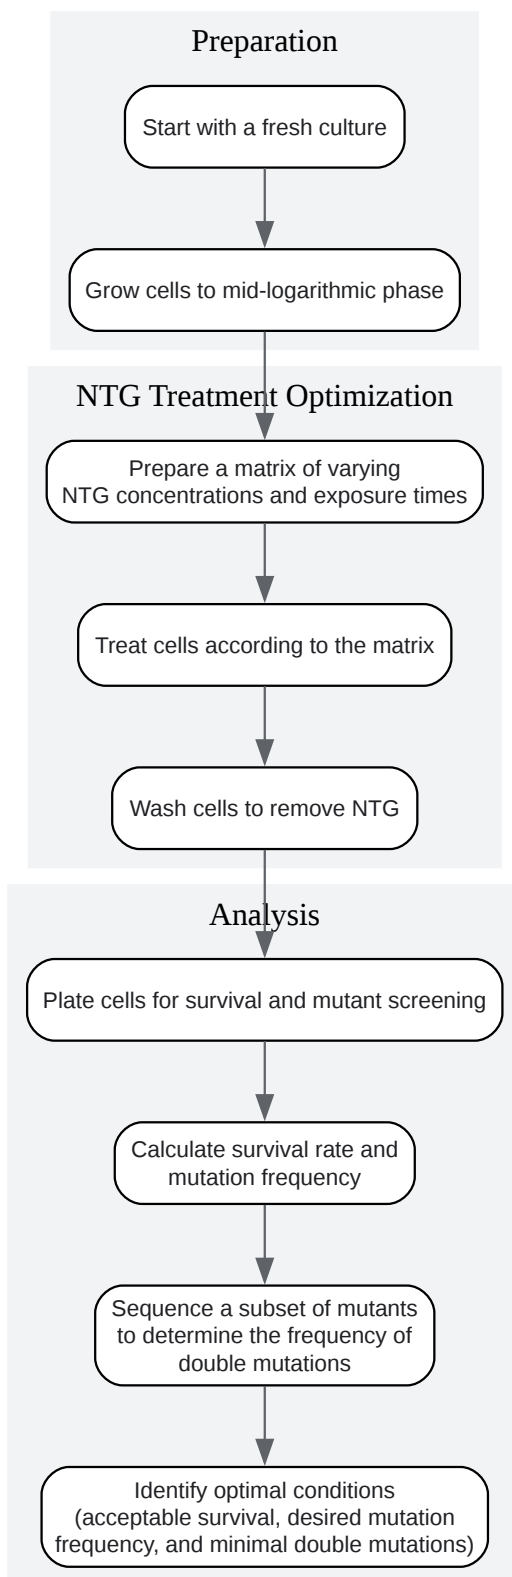 Preparation
Start with a fresh culture
Grow cells to mid-logarithmic phase
NTG Treatment Optimization
Prepare a matrix of varying
NTG concentrations and exposure times
Treat cells according to the matrix
Wash cells to remove NTG
Analysis
Plate cells for survival and mutant screening
Calculate survival rate and
mutation frequency
Sequence a subset of mutants
to determine the frequency of
double mutations
Identify optimal conditions
(acceptable survival, desired mutation
frequency, and minimal double mutations)